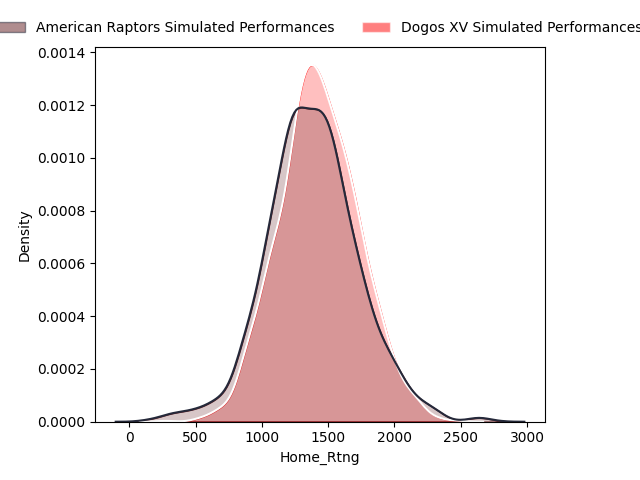 American Raptors Simulated Performances Dogos XV Simulated Performances
0.0014
0.0012
0.0010
0.0008
0.0006
0.0004
0.0002
0.0000
Density
0 500 1000 1500 2000 2500 3000
Home_Rtng